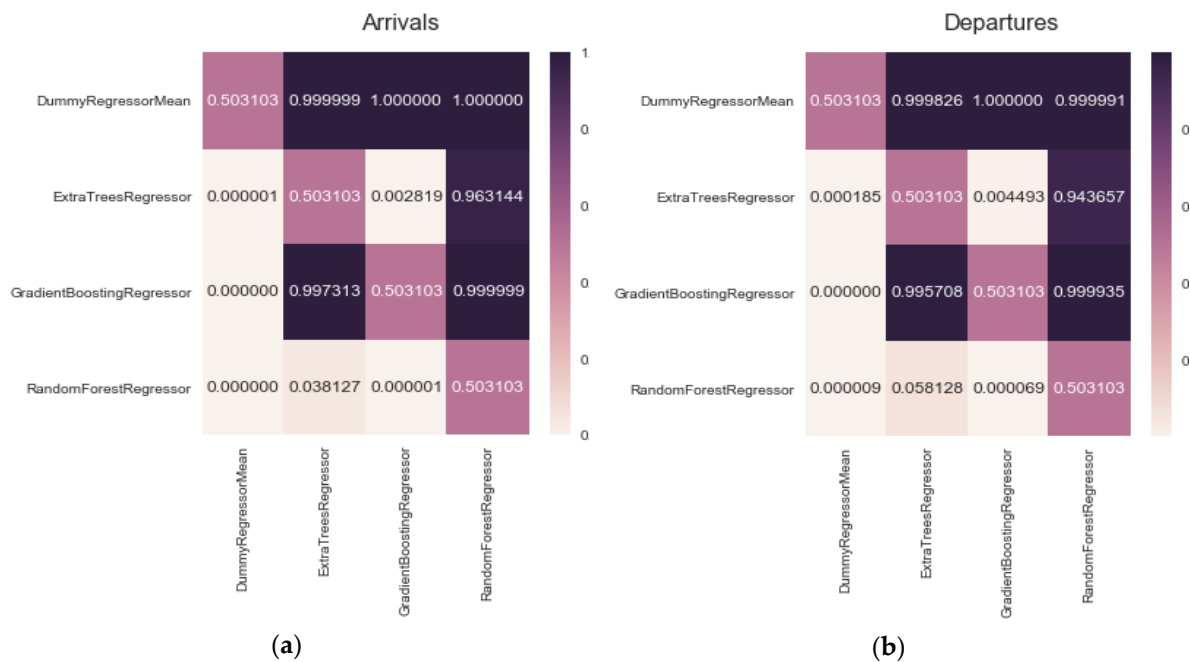 Arrivals
DummyRegressorMean 0.503103 0.999999 1.000000 1.000000
ExtraTreesRegressor 0.000001 0.503103 0.002819 0.963144
GradientBoostingRegressor 0.000000 0.997313 0.503103 0.999999
RandomForestRegressor 0.000000 0.038127 0.000001 0.503103
DummyRegressorMean
ExtraTreesRegressor
GradientBoostingRegressor
RandomForestRegressor
1.
0.
0.
0.
0.
0.
(a)
Departures
DummyRegressorMean 0.503103 0.999826 1.000000 0.999991
ExtraTreesRegressor 0.000185 0.503103 0.004493 0.943657
GradientBoostingRegressor 0.000000 0.995708 0.503103 0.999935
RandomForestRegressor 0.000009 0.058128 0.000069 0.503103
DummyRegressorMean
ExtraTreesRegressor
GradientBoostingRegressor
RandomForestRegressor
0.
0.
0.
0.
(b)